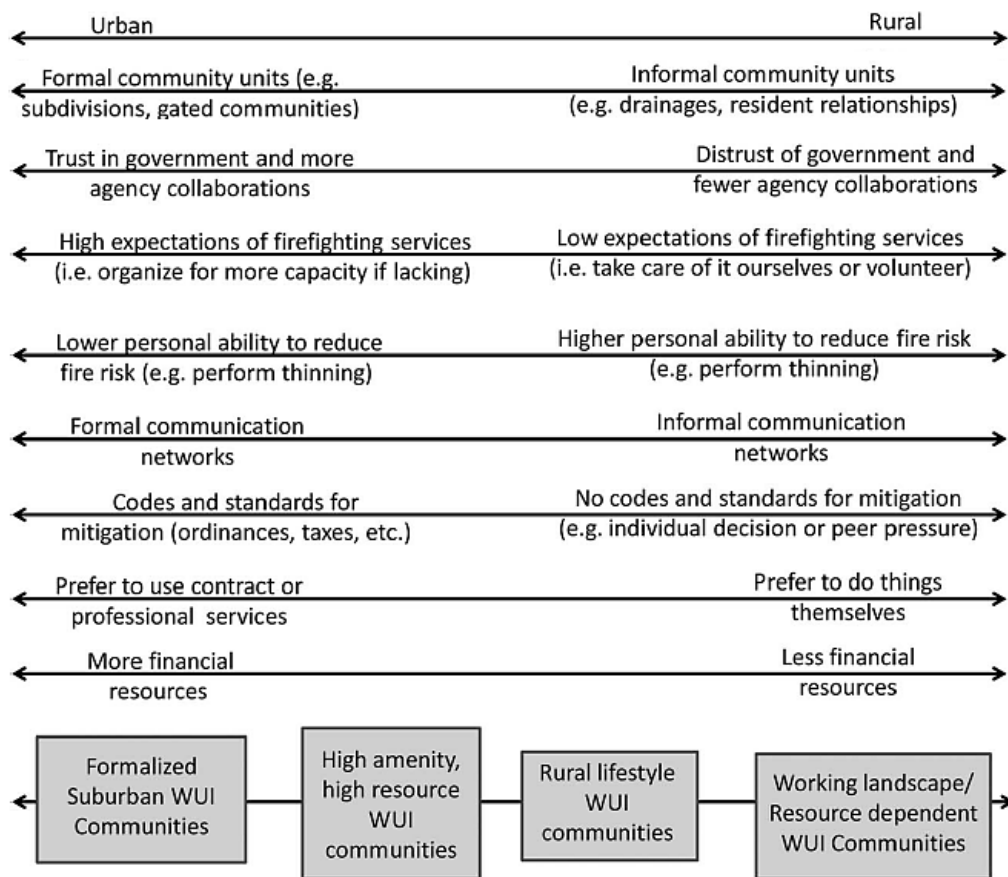 Urban
Rural
Formal community units (e.g.
subdivisions, gated communities)
Informal community units
(e.g. drainages, resident relationships)
Trust in government and more
agency collaborations
Distrust of government and
fewer agency collaborations
High expectations of firefighting services
(i.e. organize for more capacity if lacking)
Low expectations of firefighting services
(i.e. take care of it ourselves or volunteer)
Lower personal ability to reduce
fire risk (e.g. perform thinning)
Higher personal ability to reduce fire risk
(e.g. perform thinning)
Formal communication
networks
Informal communication
networks
Codes and standards for
mitigation (ordinances, taxes, etc.)
No codes and standards for mitigation
(e.g. individual decision or peer pressure)
Prefer to use contract or
professional services
Prefer to do things
themselves
More financial
resources
Less financial
resources
Formalized
Suburban WUI
Communities
High amenity,
high resource
WUI
communities
Rural lifestyle
WUI
communities
Working landscape/
Resource dependent
WUI Communities